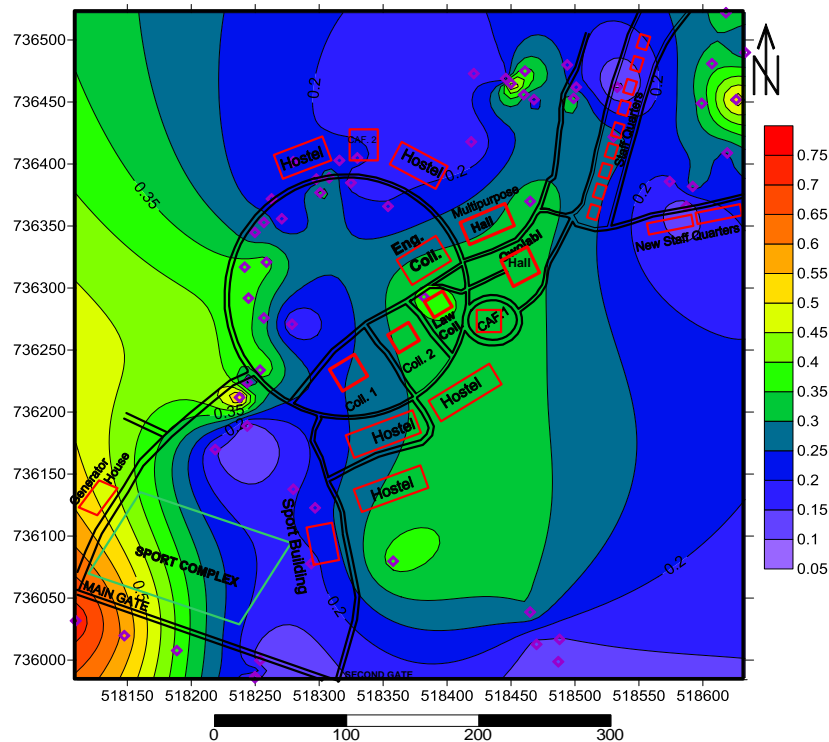 736500
736450
736400
736350
736300
736250
736200
736150
736100
736050
736000
518150 518200 518250 518300 518350 518400 518450 518500 518550 518600
0 100 200 300
N
0.75
0.65
0.6
0.55
0.5
0.45
0.4
0.35
0.3
0.25
0.2
0.15
0.1
0.05
0.2
0.2
0.2
0.2
0.35
0.35
0.2
0.2
Hostel
CAF. 2
Hostel
Staff Quarters
Multipurpose
Hall
New Staff Quarters
Eng.
Coll.
Hall
CAF.1
Law
Coll.
Coll. 2
Coll. 1
Hostel
Hostel
Hostel
Generator
House
Sport Building
SPORT COMPLEX
MAIN GATE
SECOND GATE